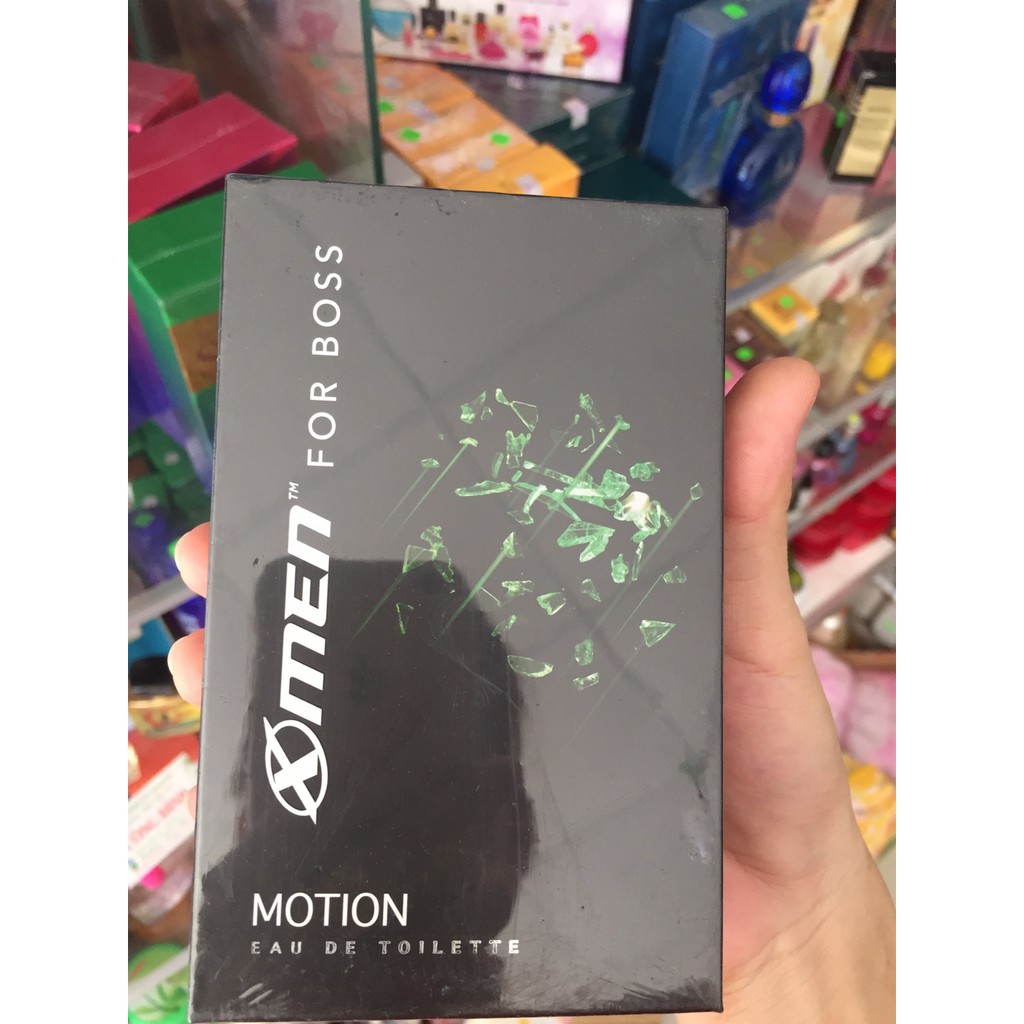 Xmen™ FOR BOSS
MOTION
EAU DE TOILETTE